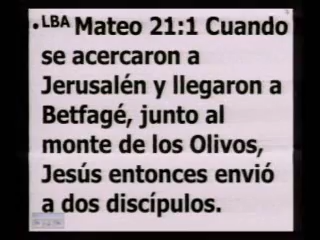 •LBA Mateo 21:1 Cuando
se acercaron a
Jerusalén y llegaron a
Betfagé, junto al
monte de los Olivos,
Jesús entonces envió
a dos discípulos.